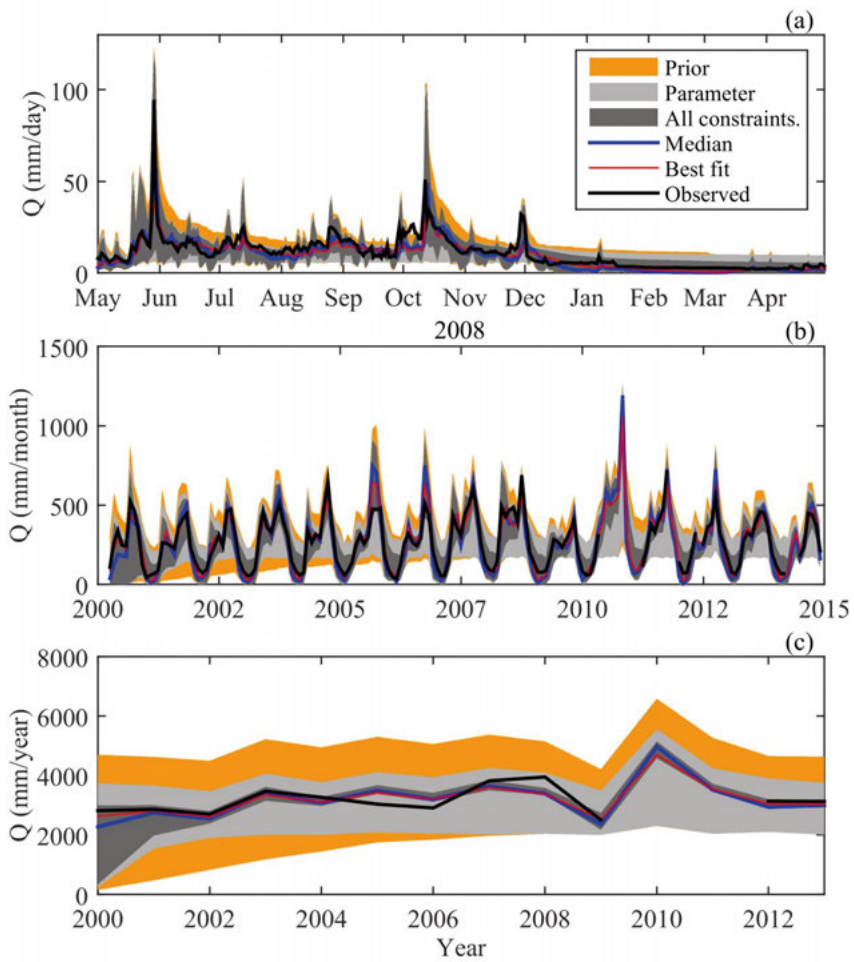 (a)
Q (mm/day)
100
50
0
Prior
Parameter
All constraints.
Median
Best fit
Observed
May Jun Jul Aug Sep Oct Nov Dec Jan Feb Mar Apr
2008
(b)
Q (mm/month)
1500
1000
500
0
2000 2002 2005 2007 2010 2012 2015
(c)
Q (mm/year)
8000
6000
4000
2000
0
2000 2002 2004 2006 2008 2010 2012
Year